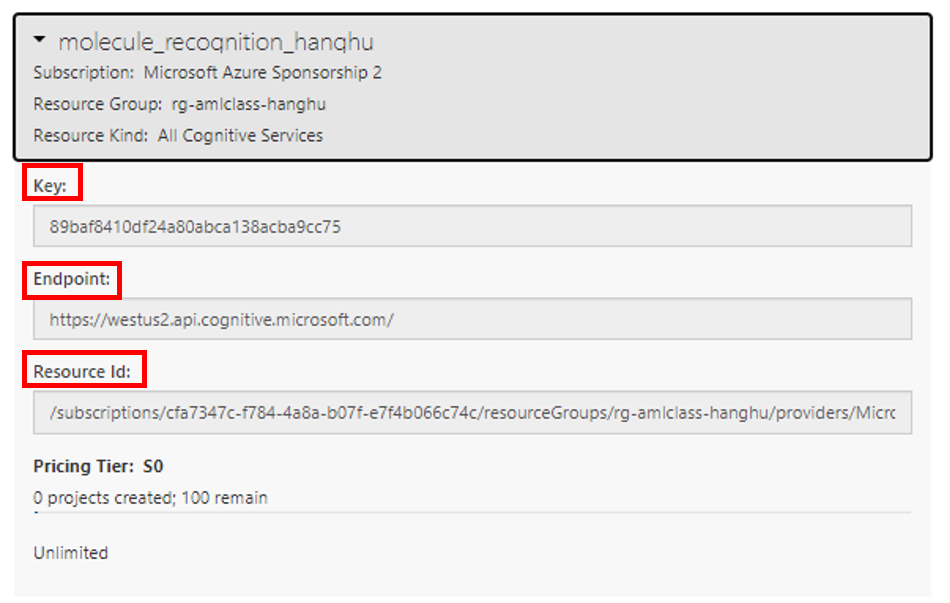 molecule_recognition_hanghu
Subscription: Microsoft Azure Sponsorship 2
Resource Group: rg-amlclass-hanghu
Resource Kind: All Cognitive Services
Key:
89baf8410df24a80abca138acba9cc75
Endpoint:
https://westus2.api.cognitive.microsoft.com/
Resource Id:
/subscriptions/cfa7347c-f784-4a8a-b07f-e7f4b066c74c/resourceGroups/rg-amlclass-hanghu/providers/Micro
Pricing Tier: S0
0 projects created; 100 remain
Unlimited